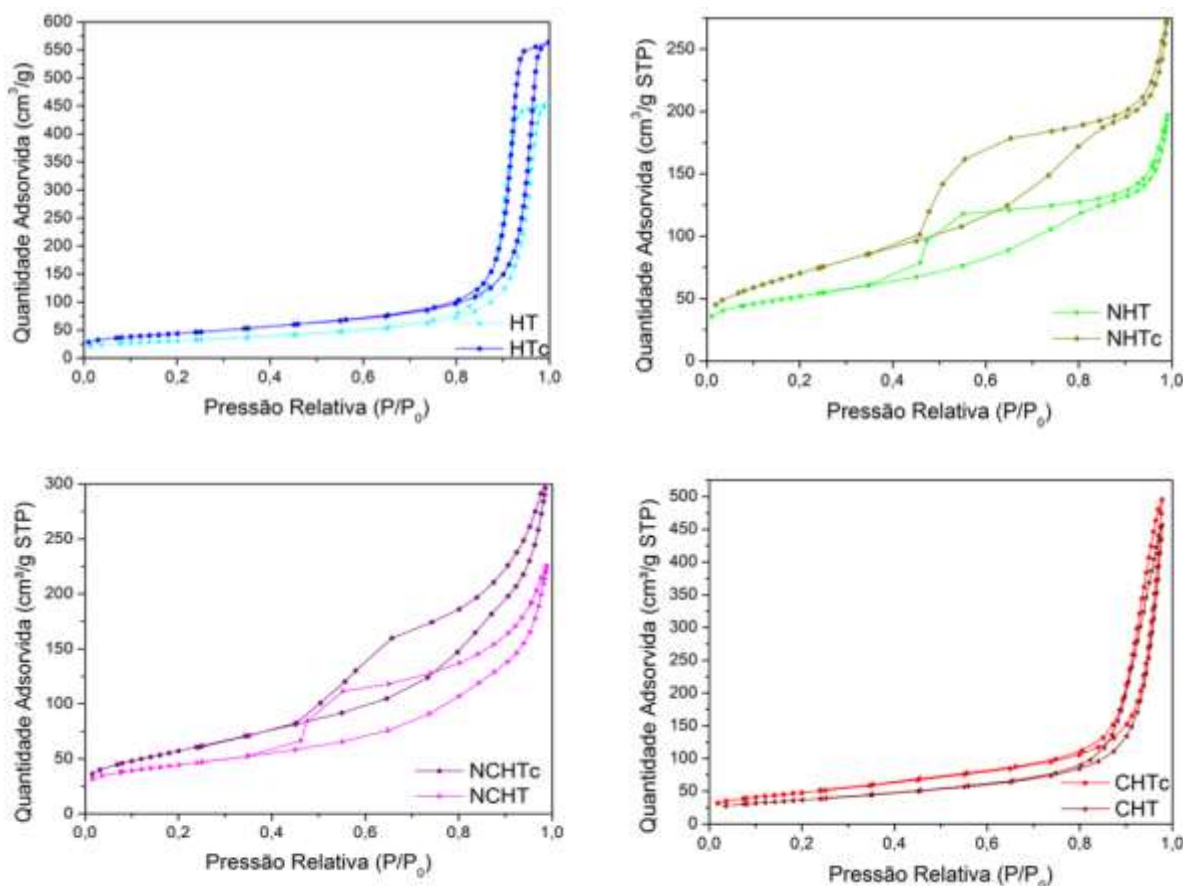 600
550
500
450
400
350
300
250
200
150
100
50
0
Quantidade Adsorvida (cm³/g)
HT
HTc
0,0 0,2 0,4 0,6 0,8 1,0
Pressão Relativa (P/P₀)
250
200
150
100
50
0
Quantidade Adsorvida (cm³/g STP)
NHT
NHTc
0,0 0,2 0,4 0,6 0,8 1,0
Pressão Relativa (P/P₀)
300
250
200
150
100
50
0
Quantidade Adsorvida (cm³/g STP)
NCHTc
NCHT
0,0 0,2 0,4 0,6 0,8 1,0
Pressão Relativa (P/P₀)
500
450
400
350
300
250
200
150
100
50
0
Quantidade Adsorvida (cm³/g STP)
CHTc
CHT
0,0 0,2 0,4 0,6 0,8 1,0
Pressão Relativa (P/P₀)